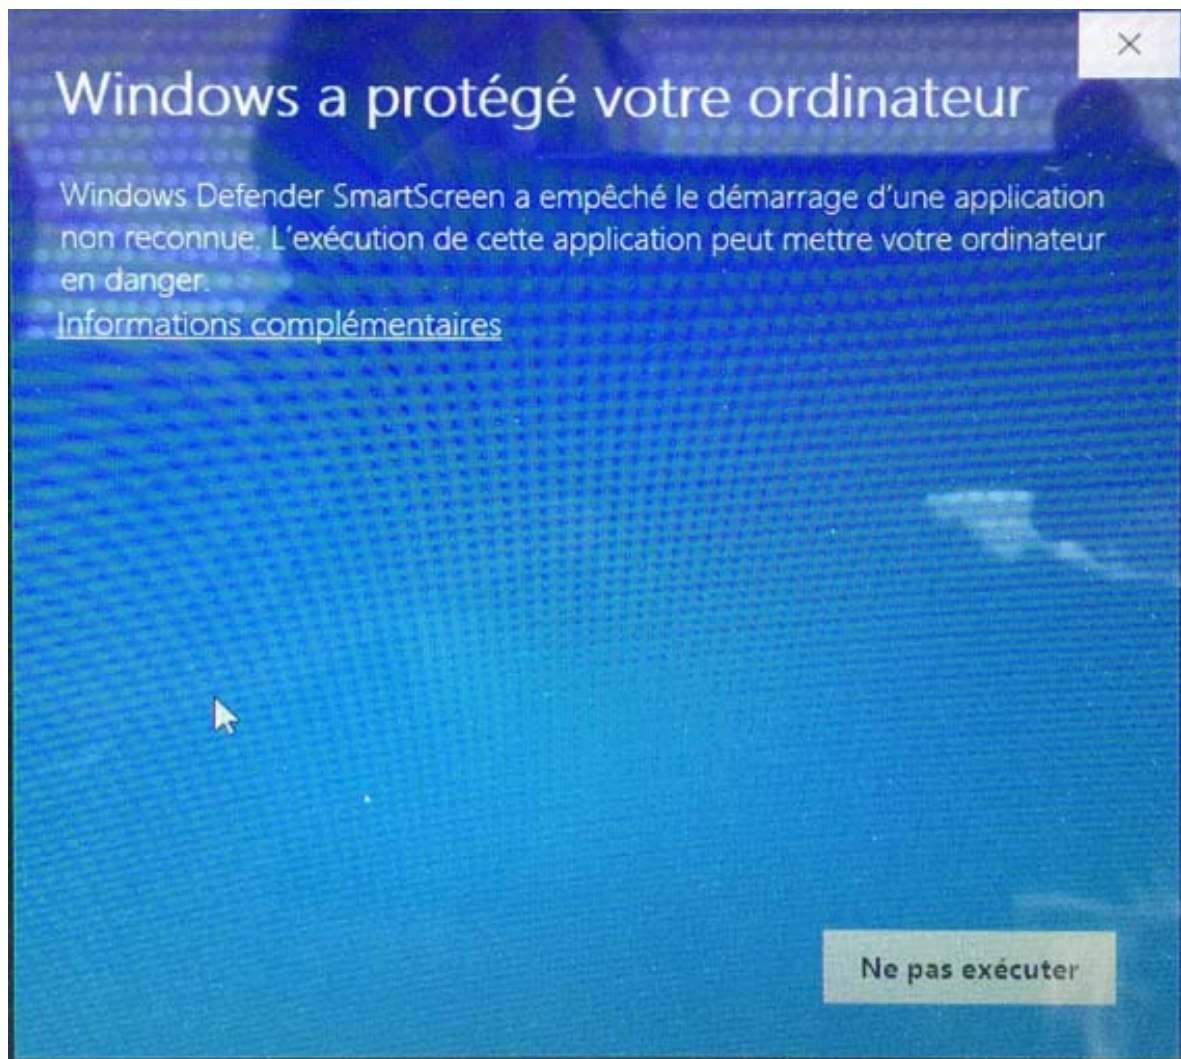 Windows a protégé votre ordinateur
Windows Defender SmartScreen a empêché le démarrage d’une application
non reconnue. L’exécution de cette application peut mettre votre ordinateur
en danger.
Informations complémentaires
Ne pas exécuter